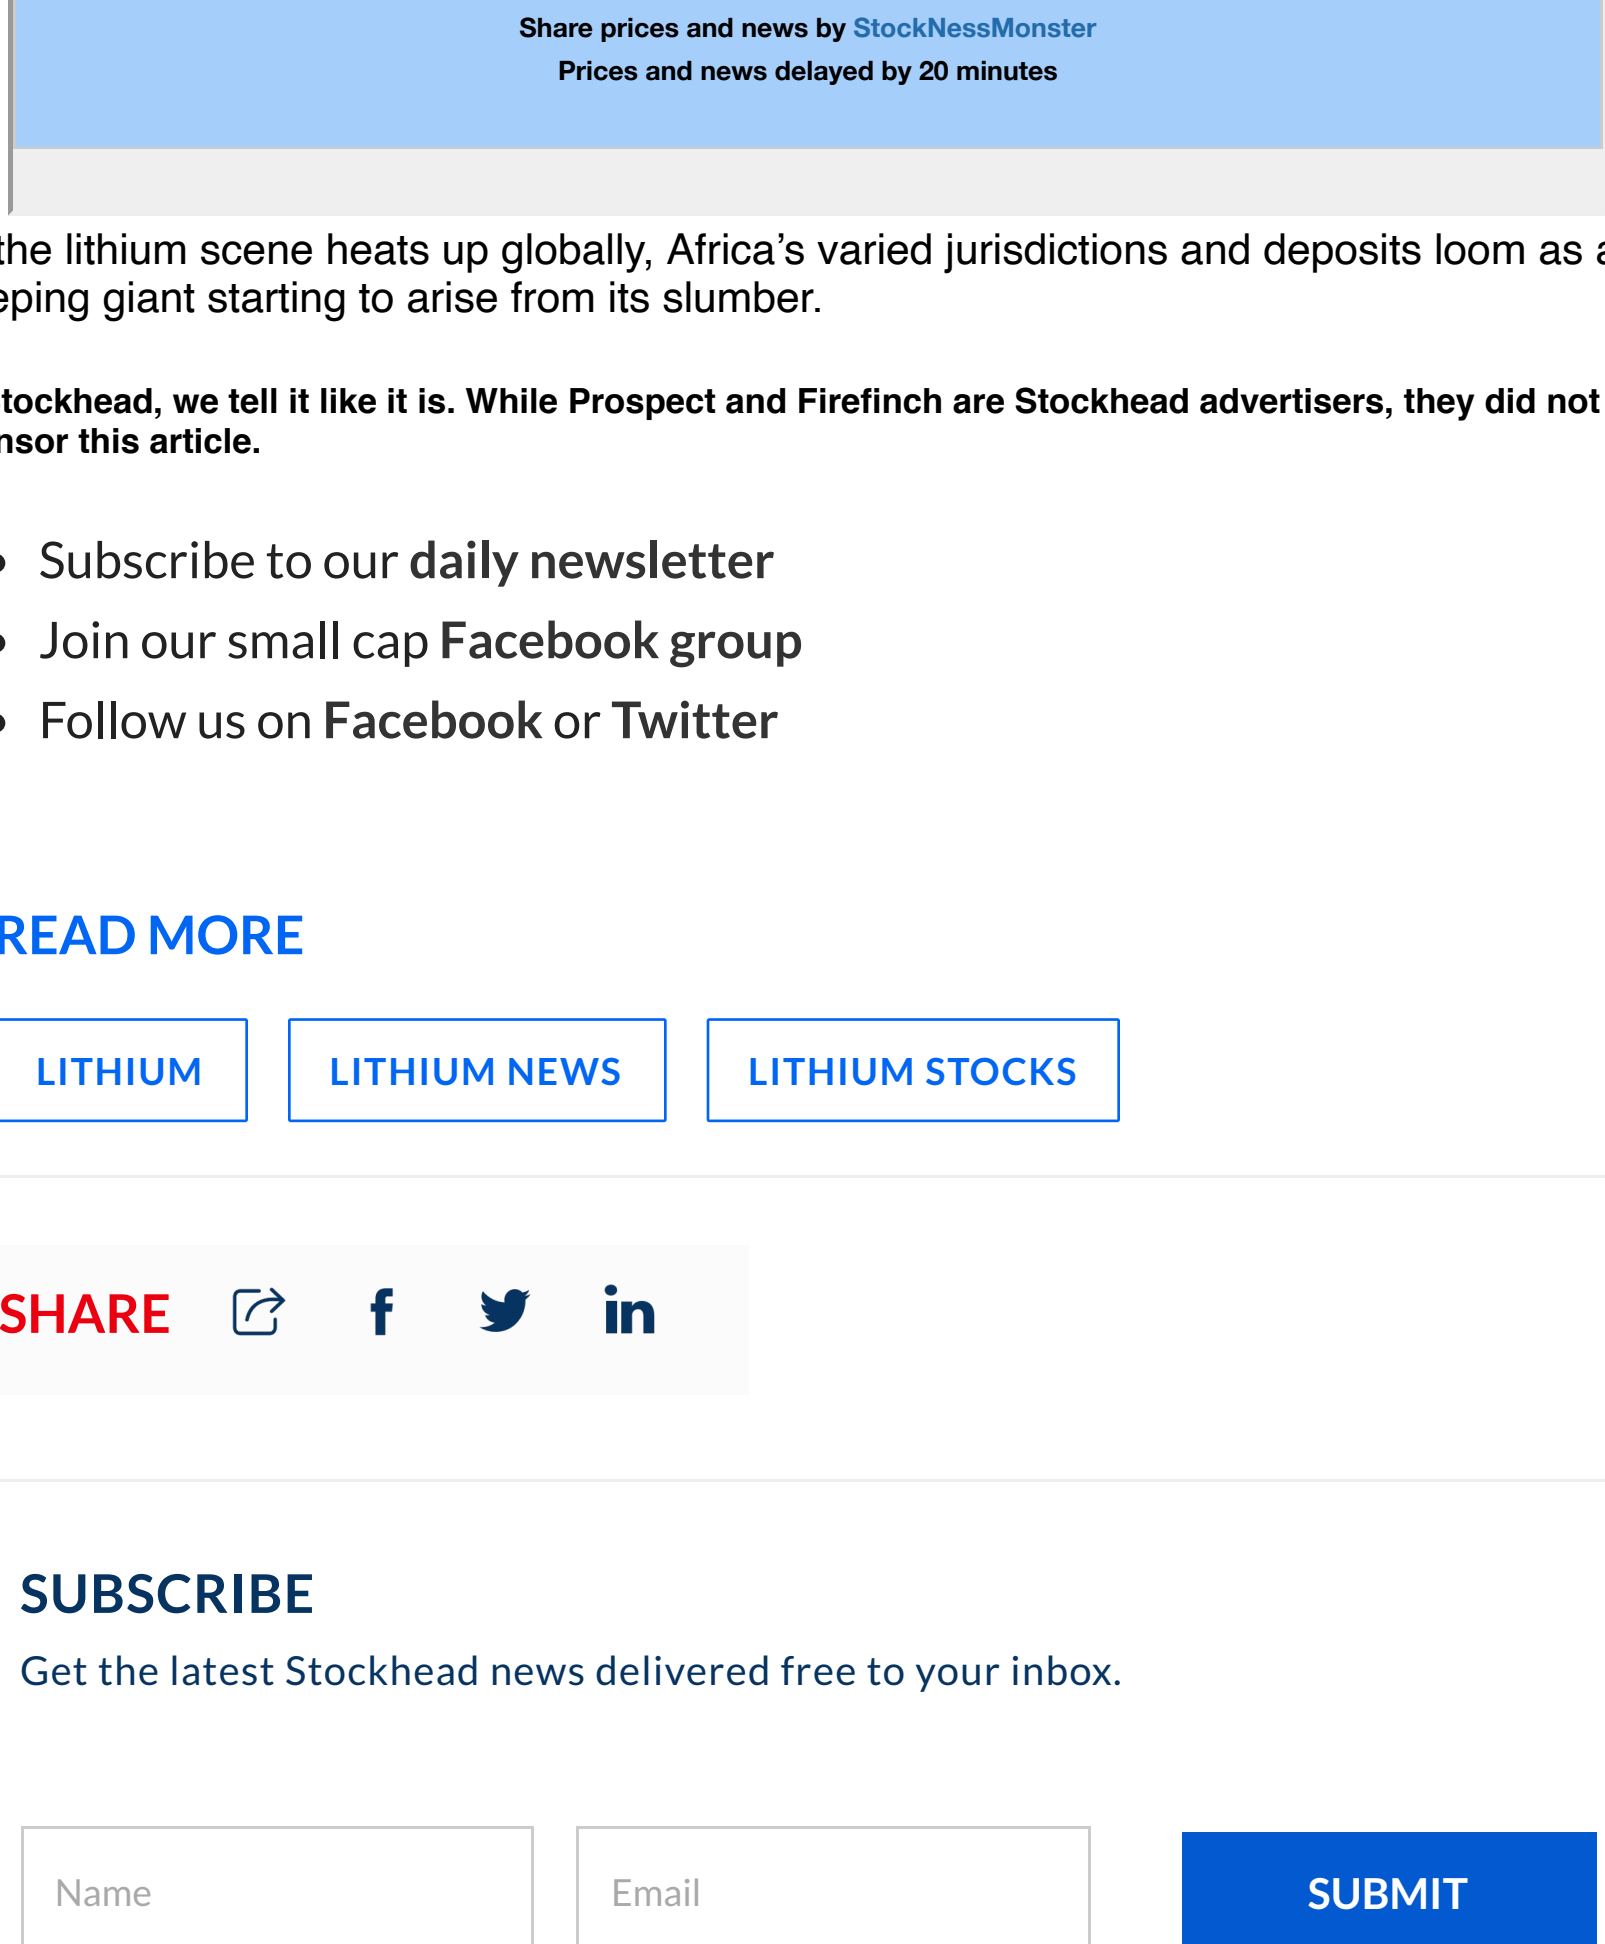 Share prices and news by StockNessMonster
Prices and news delayed by 20 minutes
the lithium scene heats up globally, Africa’s varied jurisdictions and deposits loom as a
eping giant starting to arise from its slumber.
tockhead, we tell it like it is. While Prospect and Firefinch are Stockhead advertisers, they did not
nsor this article.
• Subscribe to our daily newsletter
• Join our small cap Facebook group
• Follow us on Facebook or Twitter
READ MORE
LITHIUM LITHIUM NEWS LITHIUM STOCKS
SHARE
SUBSCRIBE
Get the latest Stockhead news delivered free to your inbox.
Name Email SUBMIT